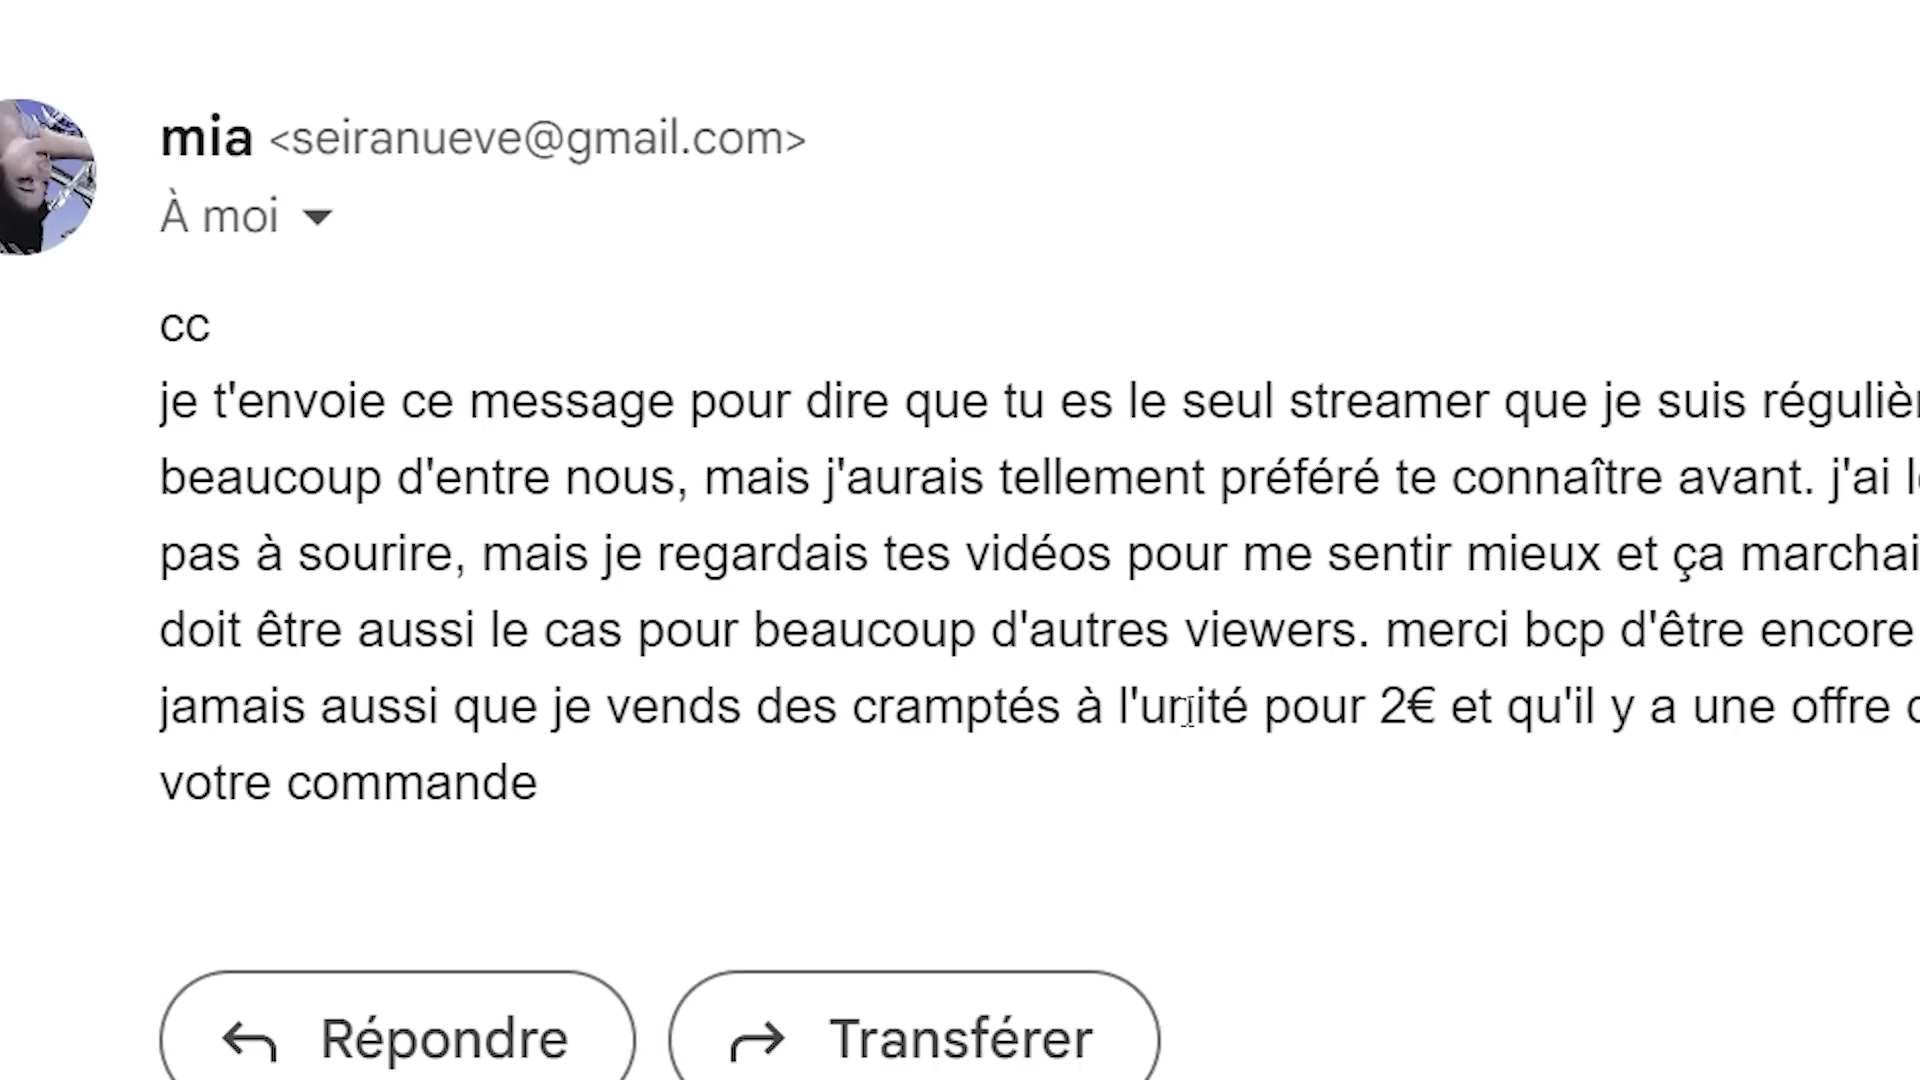 mia <seiranueve@gmail.com>
À moi
cc
je t'envoie ce message pour dire que tu es le seul streamer que je suis
beaucoup d'entre nous, mais j'aurais tellement préféré te connaître avant. j'ai
pas à sourire, mais je regardais tes vidéos pour me sentir mieux et ça
doit être aussi le cas pour beaucoup d'autres viewers. merci bcp d'être encore
jamais aussi que je vends des cramptés à l'unité pour 2€ et qu'il y a une offre
votre commande
Répondre
Transférer